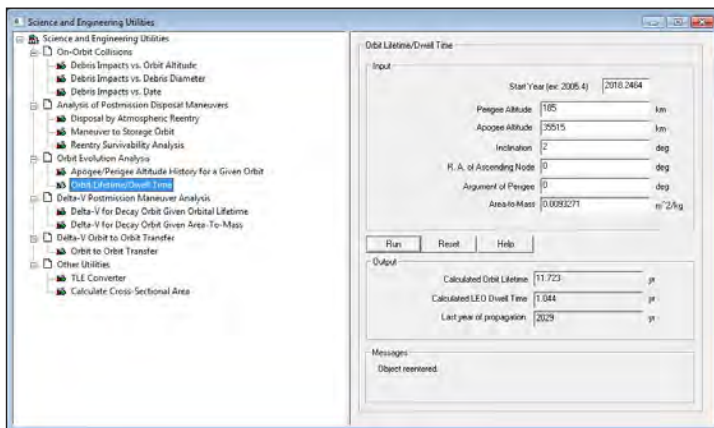 Science and Engineering Utilities
Science and Engineering Utilities
On-Orbit Collisions
Debris Impacts vs. Orbit Altitude
Debris Impacts vs. Debris Diameter
Debris Impacts vs. Date
Analysis of Postmission Disposal Maneuvers
Disposal by Atmospheric Reentry
Maneuver to Storage Orbit
Reentry Survivability Analysis
Orbit Evolution Analysis
Apogee/Perigee Altitude History for a Given Orbit
Orbit Lifetime/Dwell Time
Delta-V Postmission Maneuver Analysis
Delta-V for Decay Orbit Given Orbital Lifetime
Delta-V for Decay Orbit Given Area-To-Mass
Delta-V Orbit to Orbit Transfer
Orbit to Orbit Transfer
Other Utilities
TLE Converter
Calculate Cross-Sectional Area
Orbit Lifetime/Dwell Time
Input
Start Year (ex: 2005.4) 2018.2464
Perigee Altitude 185 km
Apogee Altitude 35515 km
Inclination 2 deg
R. A. of Ascending Node 0 deg
Argument of Perigee 0 deg
Area-to-Mass 0.0093271 m^2/kg
Run Reset Help
Output
Calculated Orbit Lifetime 11.723 yr
Calculated LEO Dwell Time 1.044 yr
Last year of propagation 2029 yr
Messages
Object reentered.